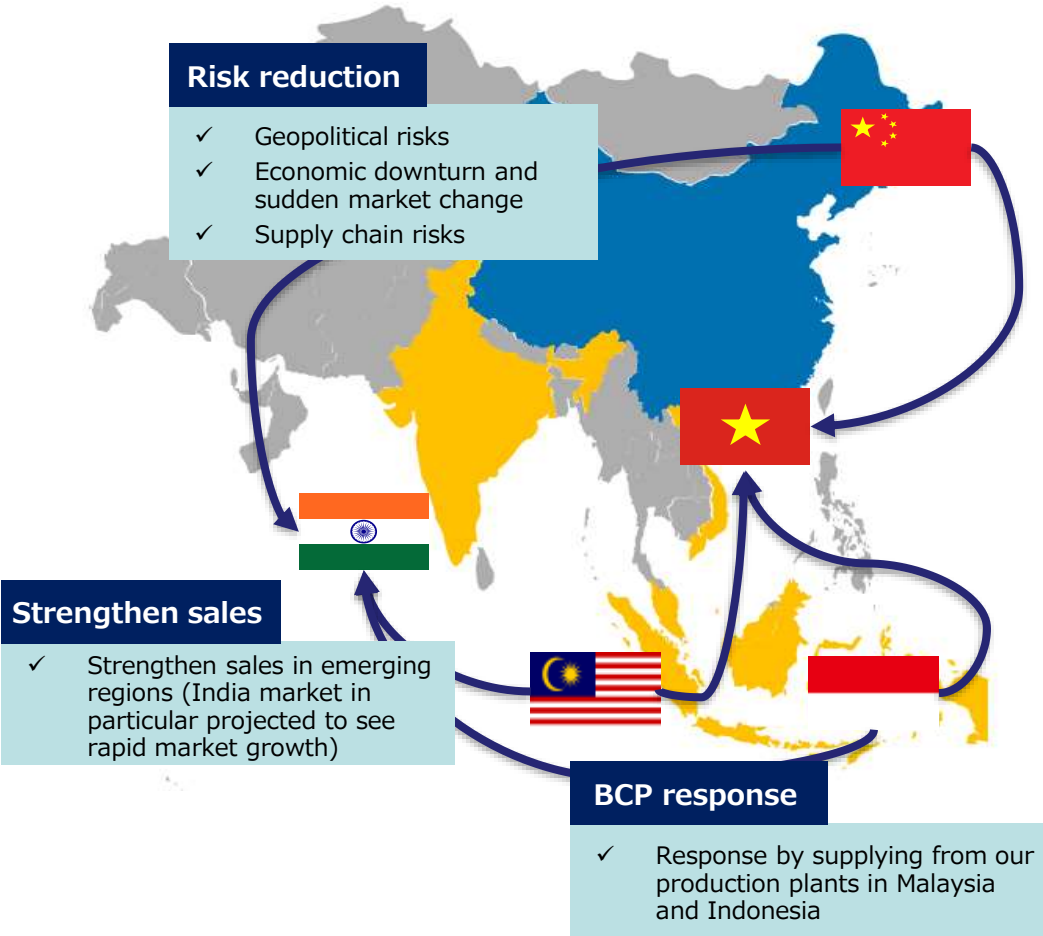 Risk reduction
✓ Geopolitical risks
✓ Economic downturn and
sudden market change
✓ Supply chain risks
Strengthen sales
✓ Strengthen sales in emerging
regions (India market in
particular projected to see
rapid market growth)
BCP response
✓ Response by supplying from our
production plants in Malaysia
and Indonesia